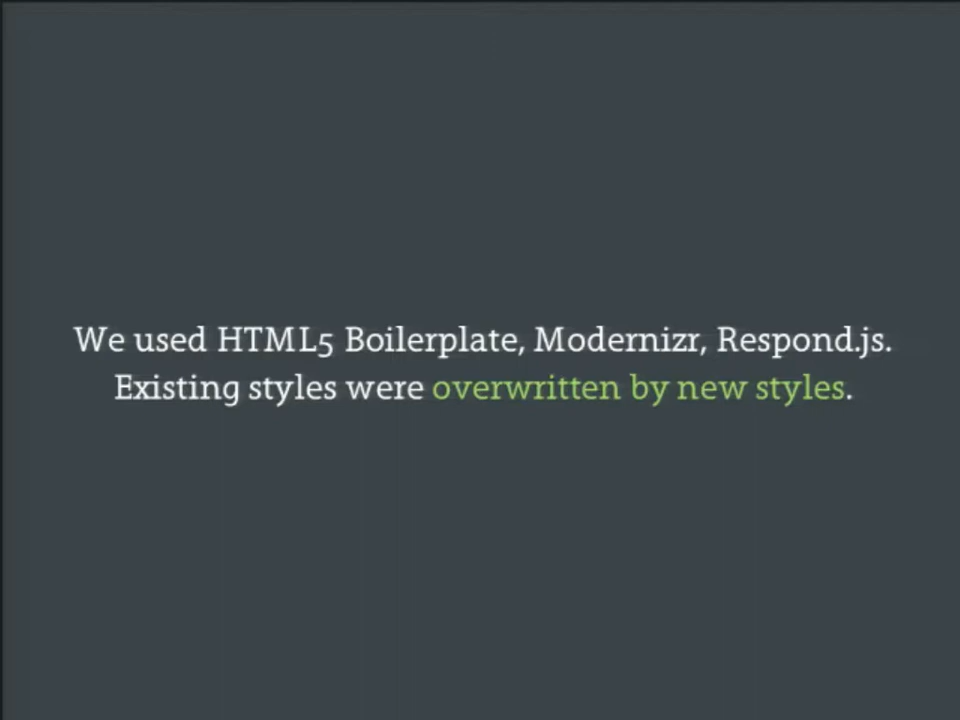 We used HTML5 Boilerplate, Modernizr, Respond.js.
Existing styles were overwritten by new styles.